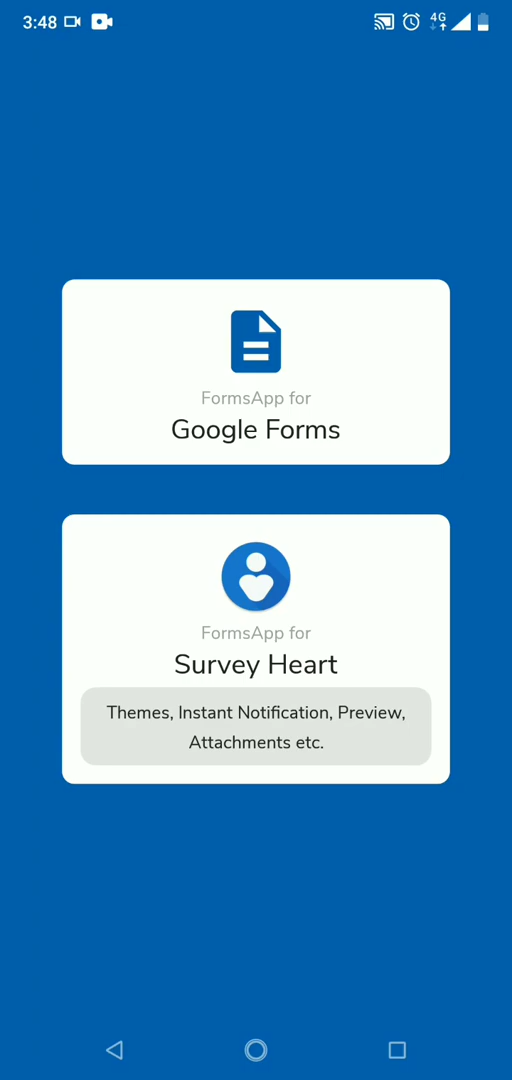 3:48
4G
FormsApp for
Google Forms
FormsApp for
Survey Heart
Themes, Instant Notification, Preview,
Attachments etc.